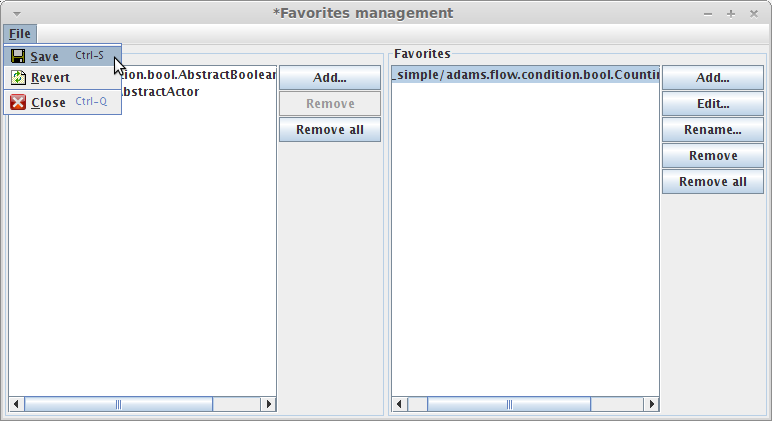 *Favorites management
File
Save Ctrl-S
Revert
Close Ctrl-Q
ion.bool.AbstractBoolean
bstractActor
Add...
Remove
Remove all
Favorites
_simple/adams.flow.condition.bool.Countin
Add...
Edit...
Rename...
Remove
Remove all